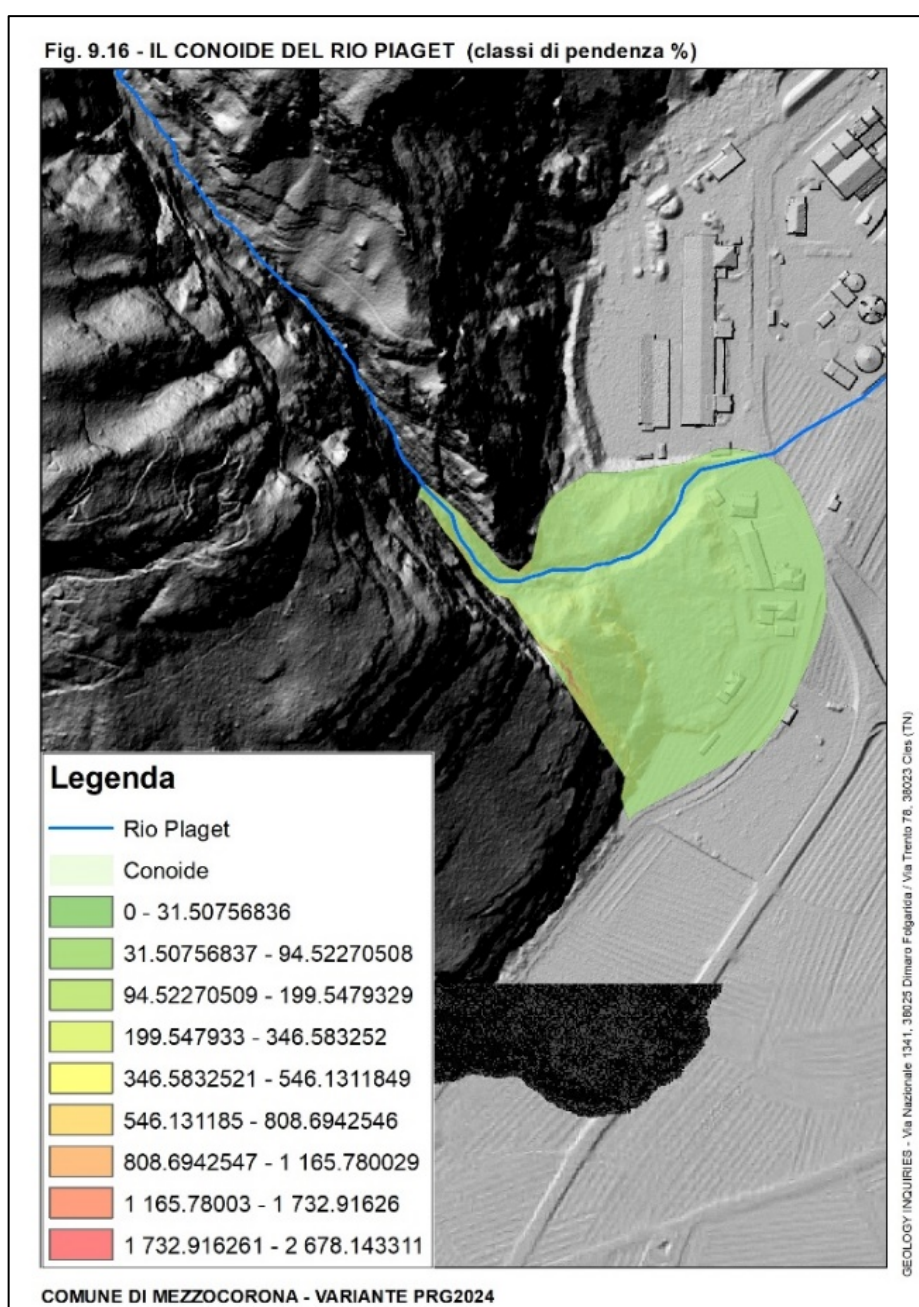 Fig. 9.16 - IL CONOIDE DEL RIO PIAGET (classi di pendenza %)
Legenda
Rio Piaget
Conoide
0 - 31.50756836
31.50756837 - 94.52270508
94.52270509 - 199.5479329
199.547933 - 346.583252
346.5832521 - 546.1311849
546.131185 - 808.6942546
808.6942547 - 1 165.780029
1 165.78003 - 1 732.91626
1 732.916261 - 2 678.143311
GEOLOGY INQUIRIES - Via Nazionale 1341, 38025 Dimaro Folgarida / Via Trento 78, 38023 Cles (TN)
COMUNE DI MEZZOCORONA - VARIANTE PRG2024